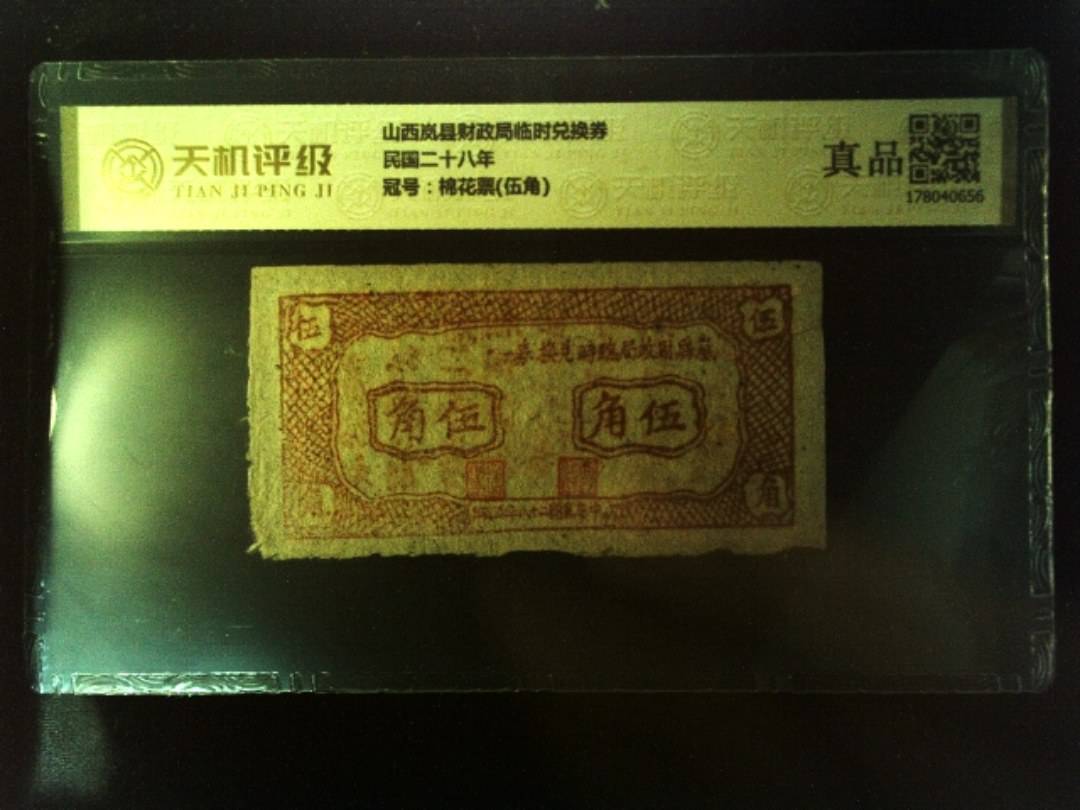 天机评级
TIAN JI PING JI
山西岚县财政局临时兑换券
民国二十八年
冠号：棉花票(伍角)
真品
178040656
伍
伍
角伍
角伍
角